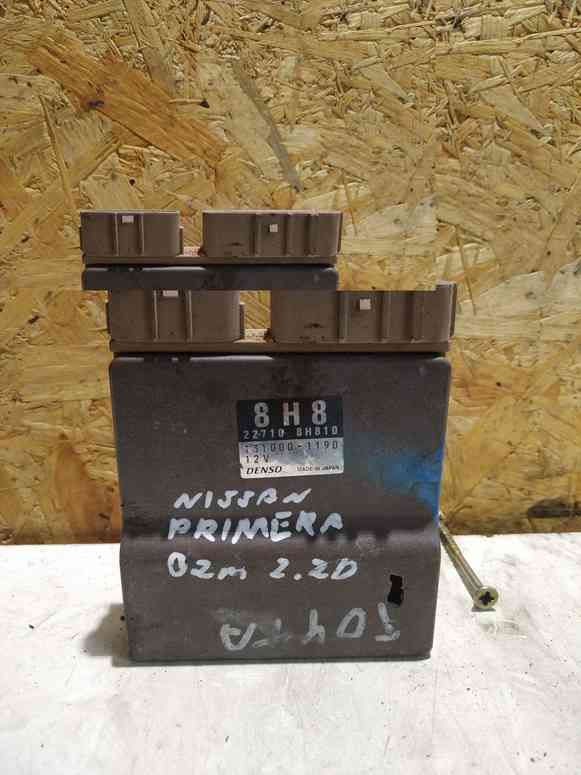 8H8
22710 8H810
131000-1190
12V
DENSO MADE IN JAPAN
NISSAN
PRIMERA
02m 2.2D